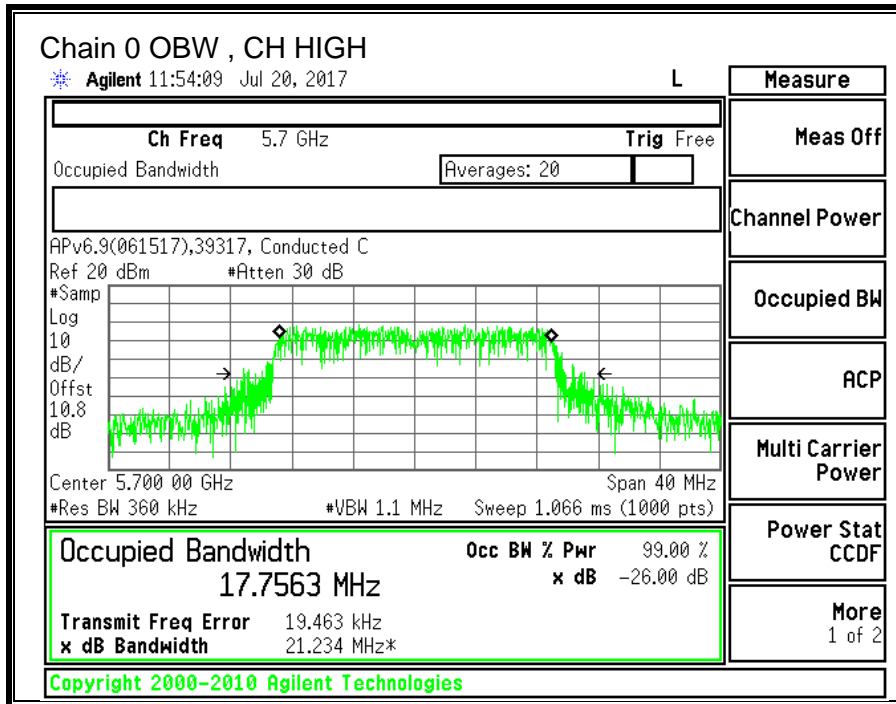 Chain 0 OBW , CH HIGH
Agilent 11:54:09 Jul 20, 2017 L
Ch Freq 5.7 GHz Trig Free
Occupied Bandwidth Averages: 20
APv6.9(061517),39317, Conducted C
Ref 20 dBm #Atten 30 dB
#Samp
Log
10
dB/
Offst
10.8
dB
Center 5.700 00 GHz Span 40 MHz
#Res BW 360 kHz #VBW 1.1 MHz Sweep 1.066 ms (1000 pts)
Occupied Bandwidth Occ BW % Pwr 99.00 %
17.7563 MHz x dB -26.00 dB
Transmit Freq Error 19.463 kHz
x dB Bandwidth 21.234 MHz*
Copyright 2000-2010 Agilent Technologies
Measure
Meas Off
Channel Power
Occupied BW
ACP
Multi Carrier
Power
Power Stat
CCDF
More
1 of 2